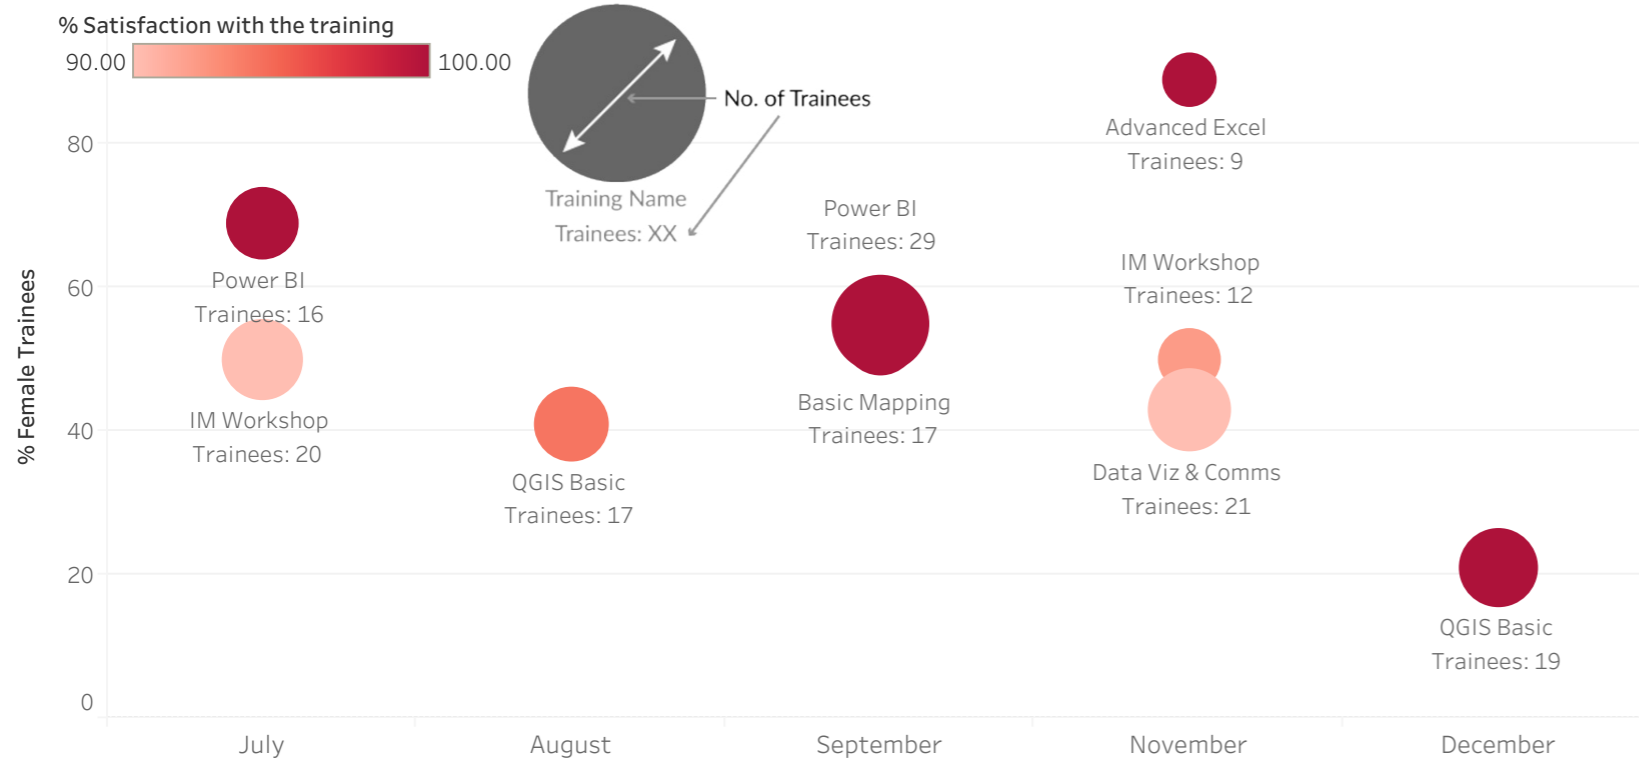 % Satisfaction with the training
90.00
100.00
No. of Trainees
Training Name
Trainees: XX
% Female Trainees
80
60
40
20
0
Power BI
Trainees: 16
IM Workshop
Trainees: 20
QGIS Basic
Trainees: 17
Power BI
Trainees: 29
Basic Mapping
Trainees: 17
Advanced Excel
Trainees: 9
IM Workshop
Trainees: 12
Data Viz & Comms
Trainees: 21
QGIS Basic
Trainees: 19
July
August
September
November
December